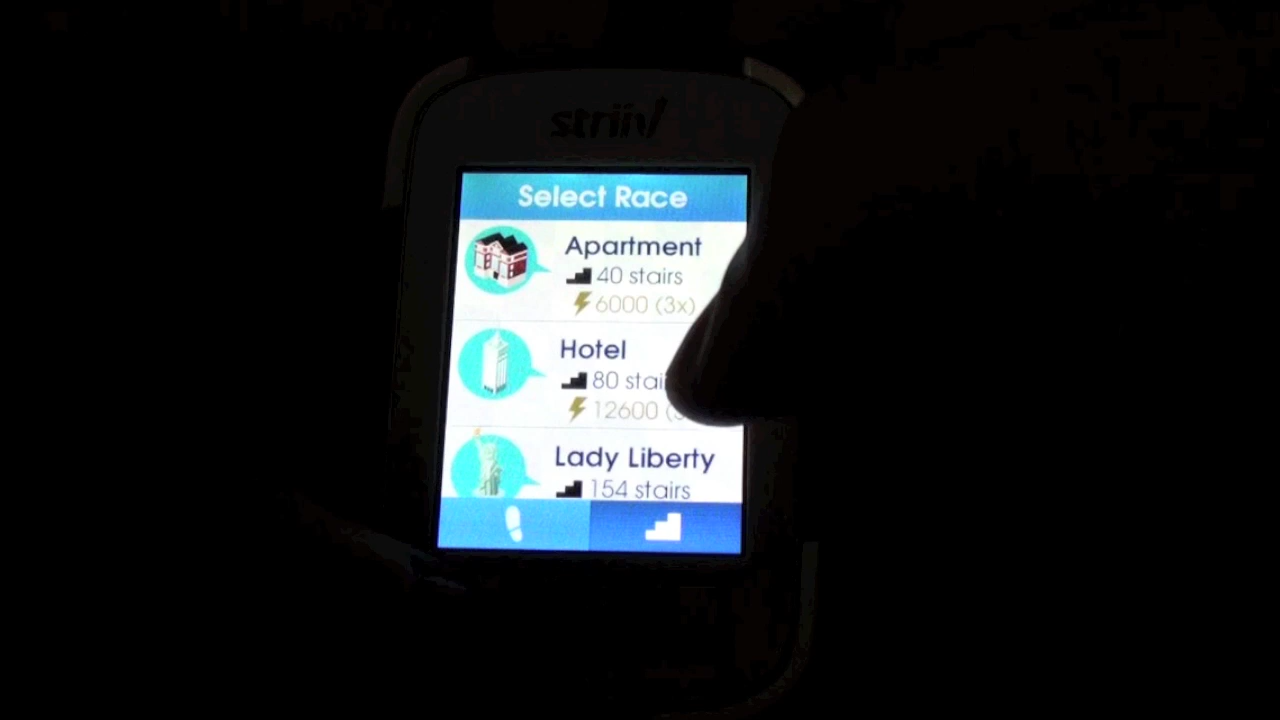 striiv
Select Race
Apartment
40 stairs
6000 (3x)
Hotel
80
12600
Lady Liberty
154 stairs